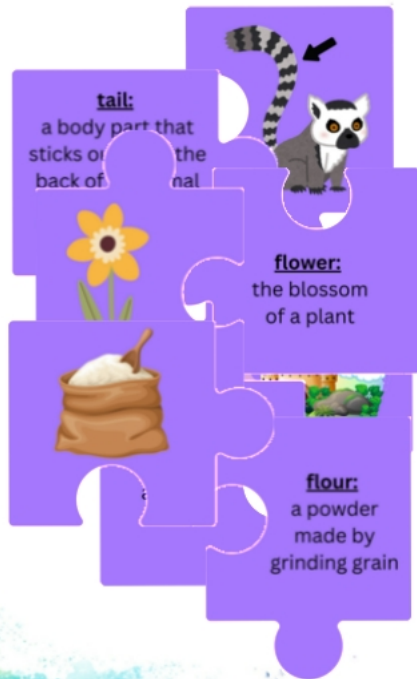 tail:
a body part that
sticks the
back of
flower:
the blossom
of a plant
flour:
a powder
made by
grinding grain